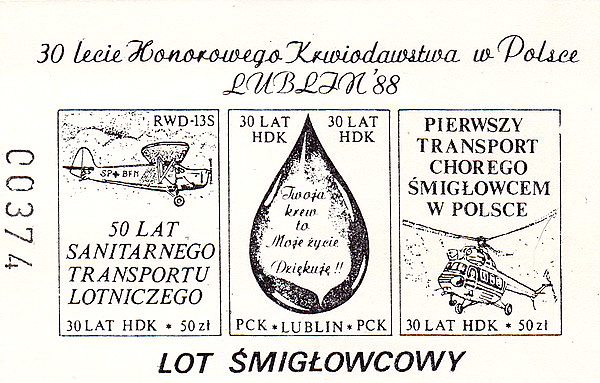 30 lecie Honorowego Krwiodawstwa w Polsce
LUBLIN '88
00374
RWD-13S
SP+BFN
50 LAT
SANITARNEGO
TRANSPORTU
LOTNICZEGO
30 LAT HDK * 50 zł
30 LAT HDK
30 LAT HDK
Twoja
krew
to
Moje życie
Dziękuję !!
PCK * LUBLIN * PCK
PIERWSZY
TRANSPORT
CHOREGO
ŚMIGŁOWCEM
W POLSCE
30 LAT HDK * 50 zł
LOT ŚMIGŁOWCOWY